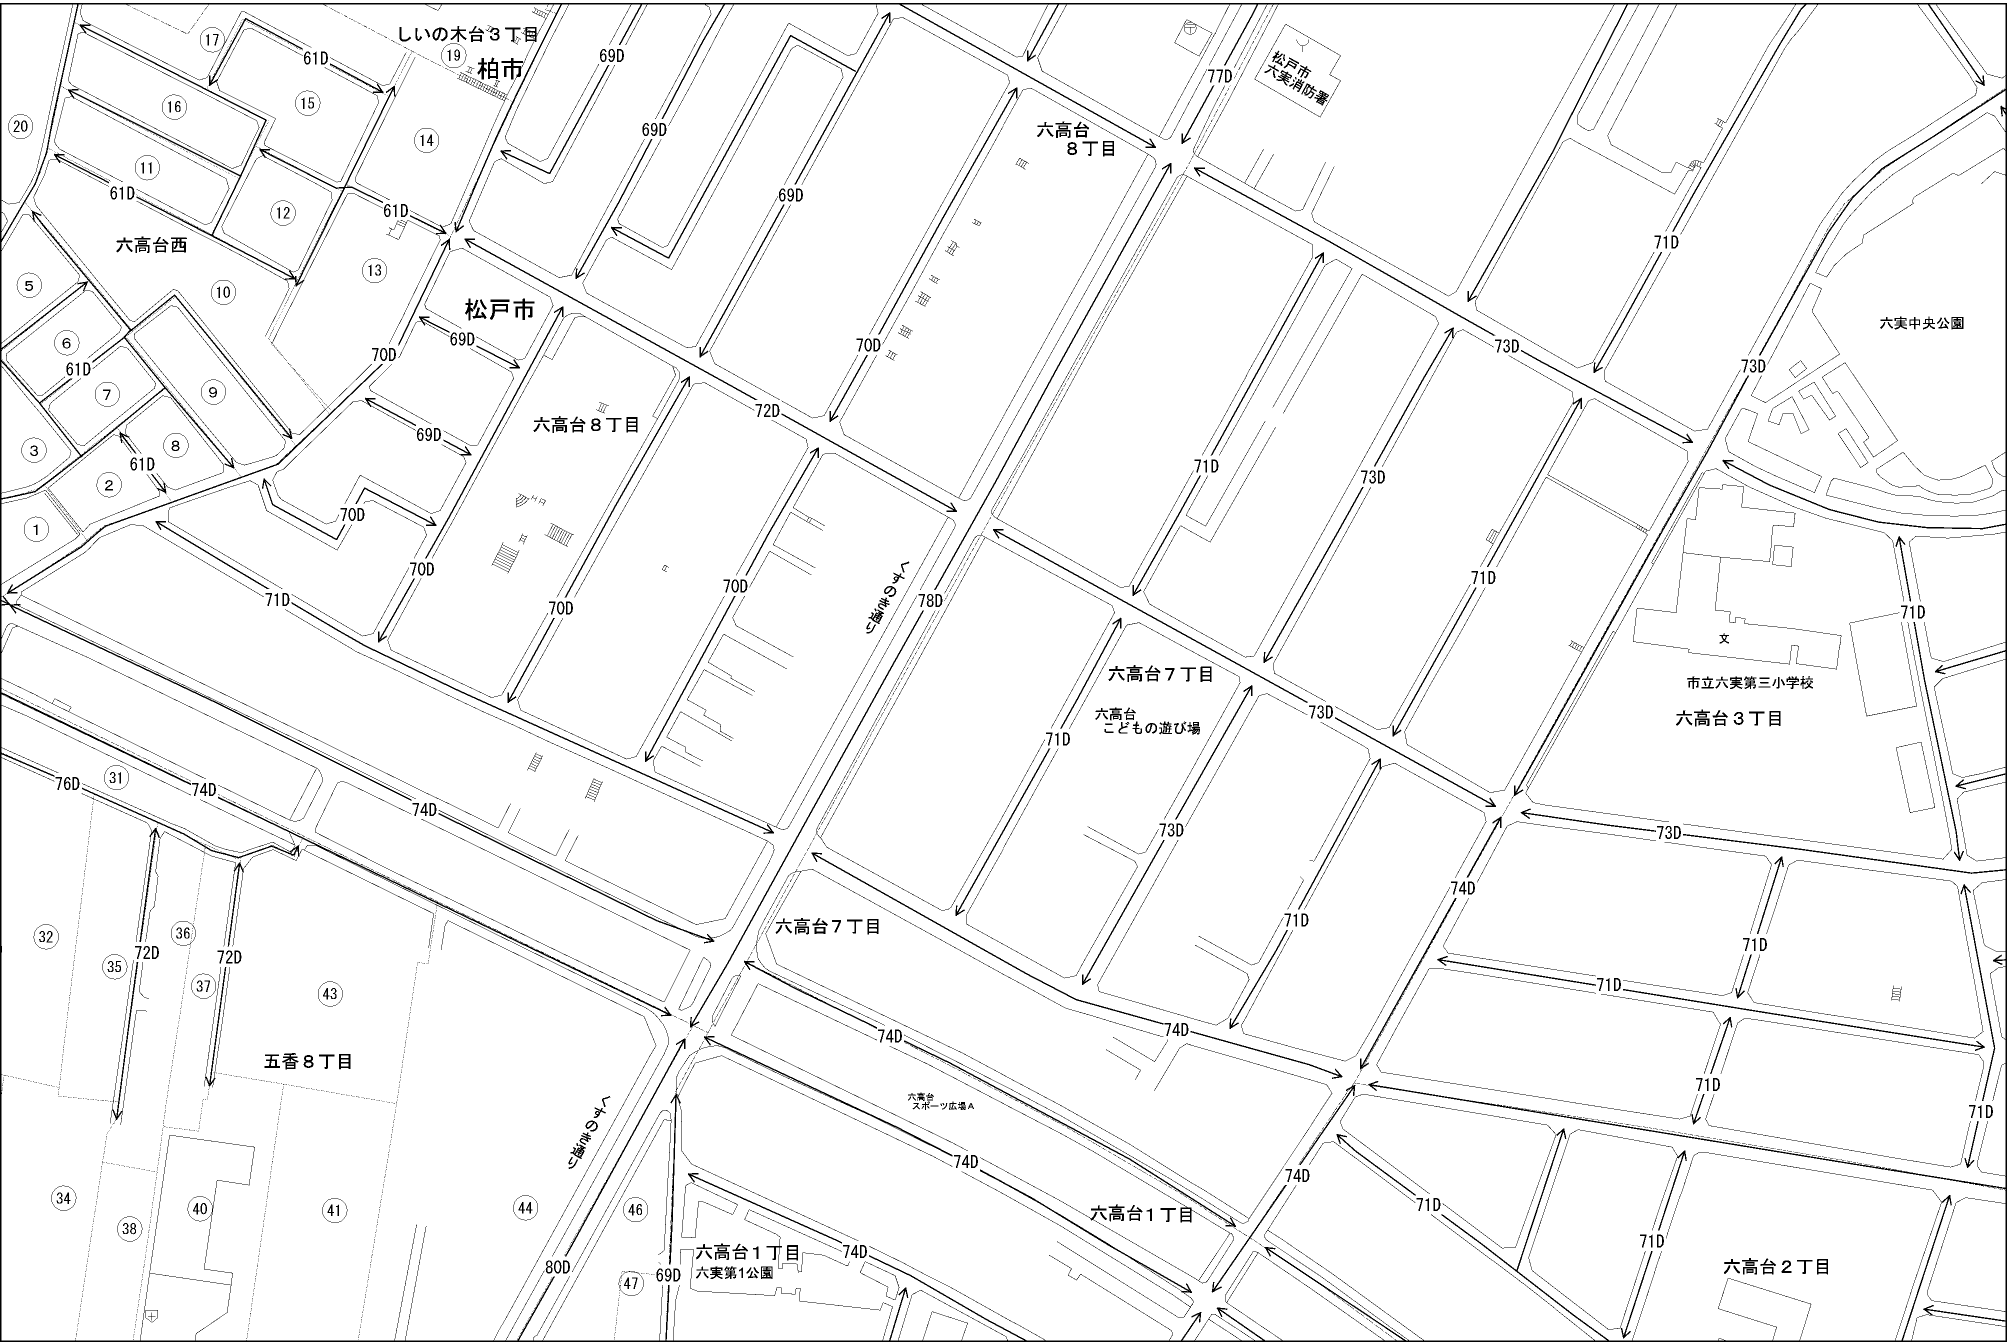 しいの木台３丁目
17
19
61D
69D
柏市
77D
松戸市
六実消防署
15
16
20
69D
六高台
８丁目
14
11
61D
69D
12
61D
71D
六高台西
13
5
10
松戸市
六実中央公園
6
69D
70D
70D
73D
73D
61D
7
9
72D
六高台８丁目
69D
8
3
61D
71D
73D
2
70D
1
70D
71D
くすのき通り
71D
70D
70D
78D
71D
文
六高台７丁目
市立六実第三小学校
六高台
こどもの遊び場
73D
六高台３丁目
71D
31
76D
74D
74D
73D
73D
74D
71D
六高台７丁目
36
32
35
72D
72D
71D
37
43
71D
74D
74D
五香８丁目
71D
六高台
スポーツ広場Ａ
71D
くすのき通り
74D
74D
34
40
41
44
46
71D
38
六高台１丁目
71D
六高台１丁目
74D
80D
69D
六実第1公園
47
六高台２丁目